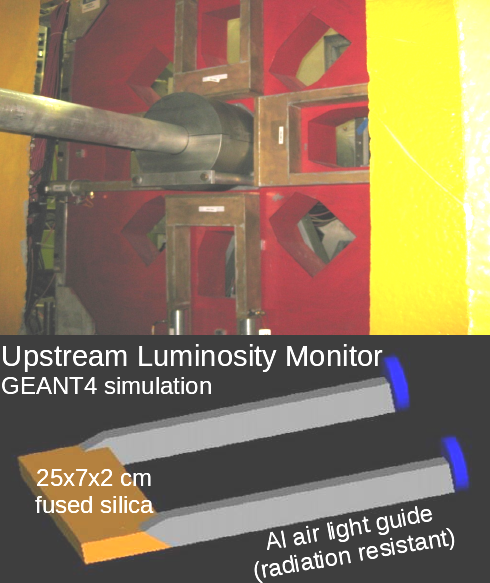 Upstream Luminosity Monitor
GEANT4 simulation
25x7x2 cm
fused silica
Al air light guide
(radiation resistant)